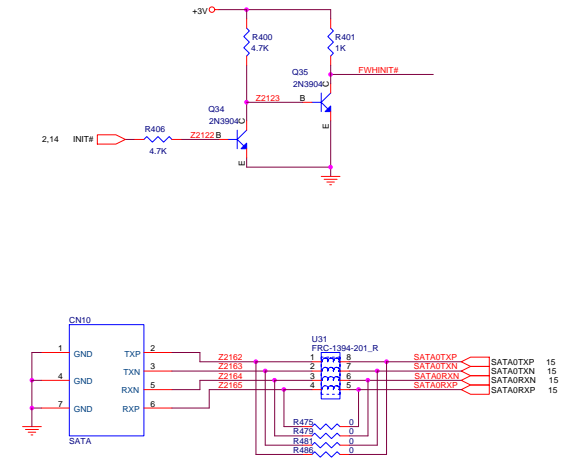 +3V
R400
4.7K
R401
1K
Q35
2N3904
C
FWHINIT#
Z2123
B
E
Q34
2N3904
C
2,14 INIT#
R406
4.7K
Z2122
B
E
CN10
1 GND TXP 2
TXN 3
4 GND
RXN 5
7 GND RXP 6
SATA
U31
FRC-1394-201_R
Z2162 1 8 SATA0TXP SATA0TXP 15
Z2163 2 7 SATA0TXN SATA0TXN 15
Z2164 3 6 SATA0RXN SATA0RXN 15
Z2165 4 5 SATA0RXP SATA0RXP 15
R475 0
R479 0
R481 0
R486 0